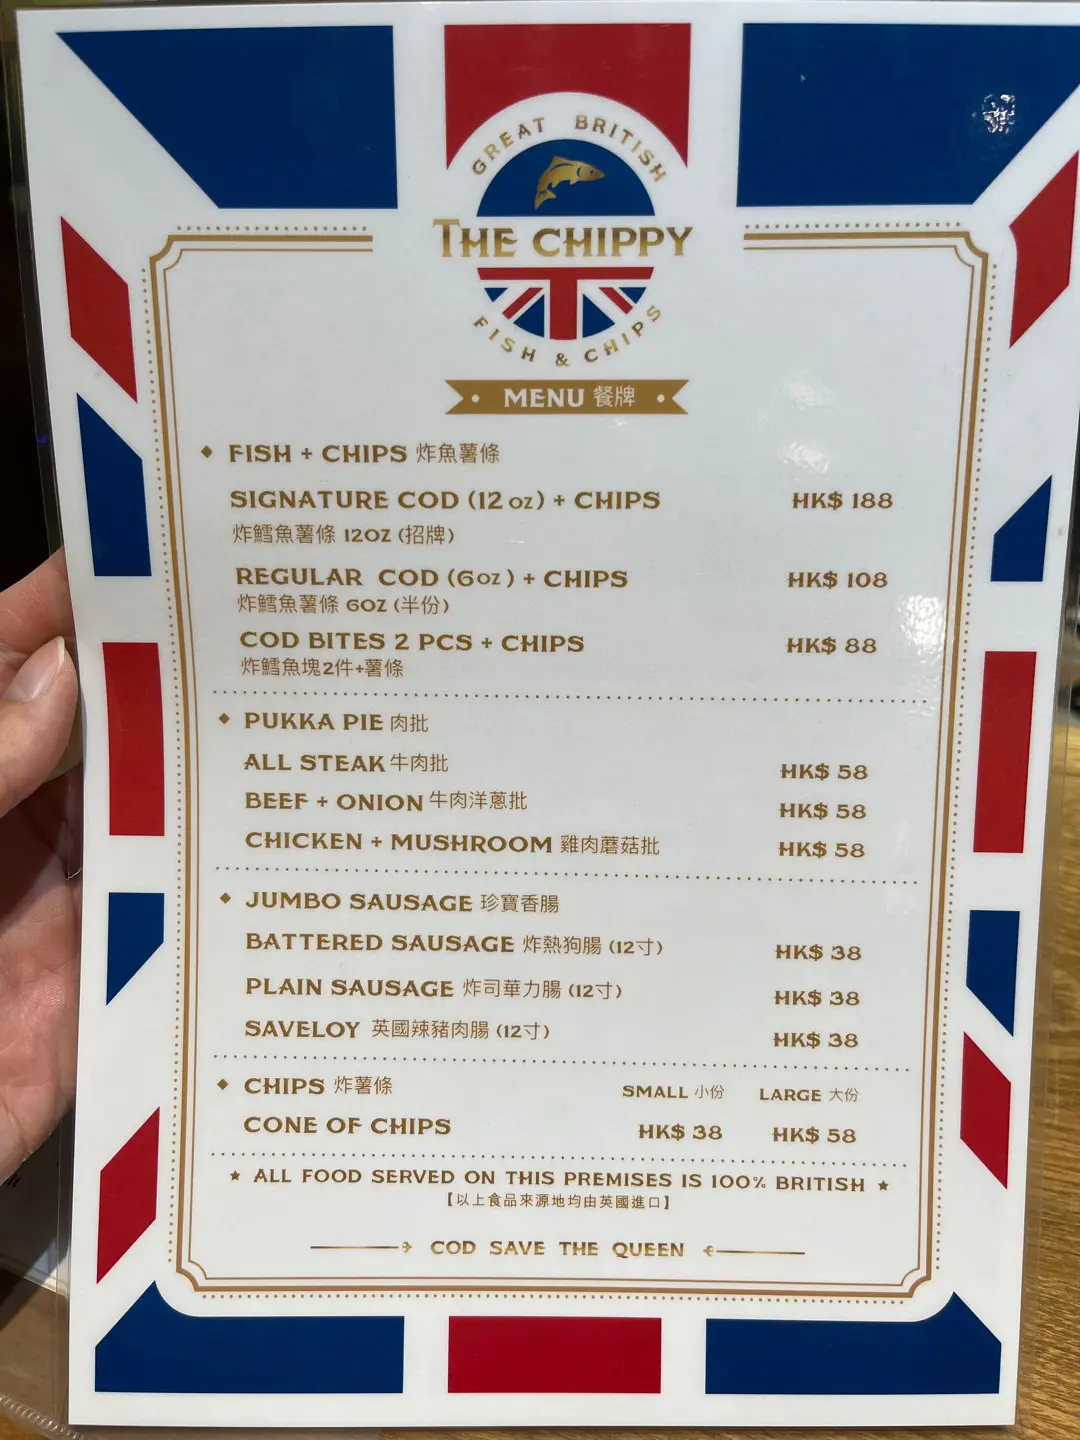 GREAT BRITISH
THE CHIPPY
FISH & CHIPS
MENU 餐牌
FISH + CHIPS 炸魚薯條
SIGNATURE COD (12 oz) + CHIPS HK$ 188
炸鱈魚薯條 12OZ (招牌)
REGULAR COD (6oz) + CHIPS HK$ 108
炸鱈魚薯條 6OZ (半份)
COD BITES 2 PCS + CHIPS HK$ 88
炸鱈魚塊2件+薯條
PUKKA PIE 肉批
ALL STEAK 牛肉批 HK$ 58
BEEF + ONION 牛肉洋蔥批 HK$ 58
CHICKEN + MUSHROOM 雞肉蘑菇批 HK$ 58
JUMBO SAUSAGE 珍寶香腸
BATTERED SAUSAGE 炸熱狗腸 (12寸) HK$ 38
PLAIN SAUSAGE 炸司華力腸 (12寸) HK$ 38
SAVELOY 英國辣豬肉腸 (12寸) HK$ 38
CHIPS 炸薯條 SMALL 小份 LARGE 大份
CONE OF CHIPS HK$ 38 HK$ 58
★ ALL FOOD SERVED ON THIS PREMISES IS 100% BRITISH ★
【以上食品來源地均由英國進口】
COD SAVE THE QUEEN